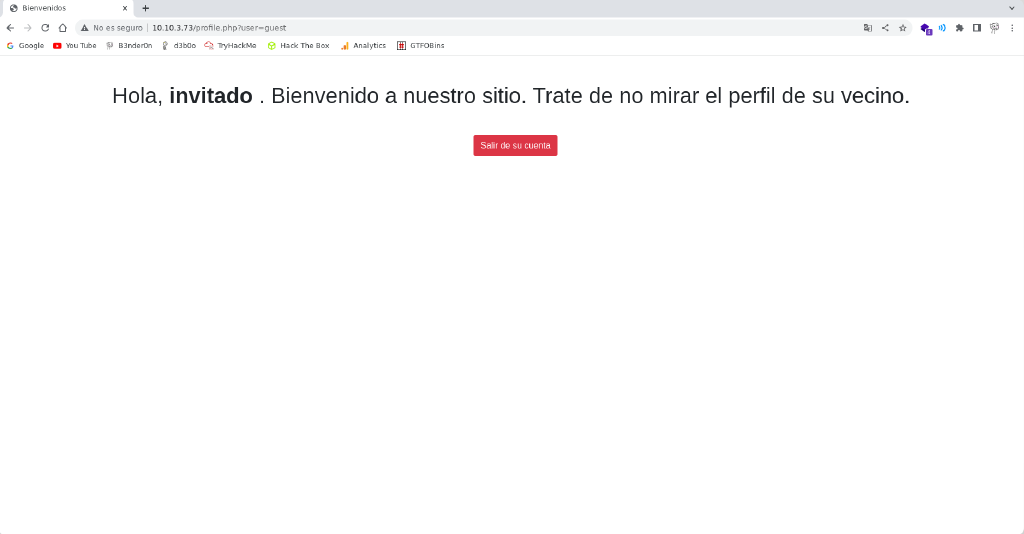 Bienvenidos
No es seguro 10.10.3.73/profile.php?user=guest
Google You Tube B3nder0n d3b0o TryHackMe Hack The Box Analytics GTFOBins
Hola, invitado . Bienvenido a nuestro sitio. Trate de no mirar el perfil de su vecino.
Salir de su cuenta